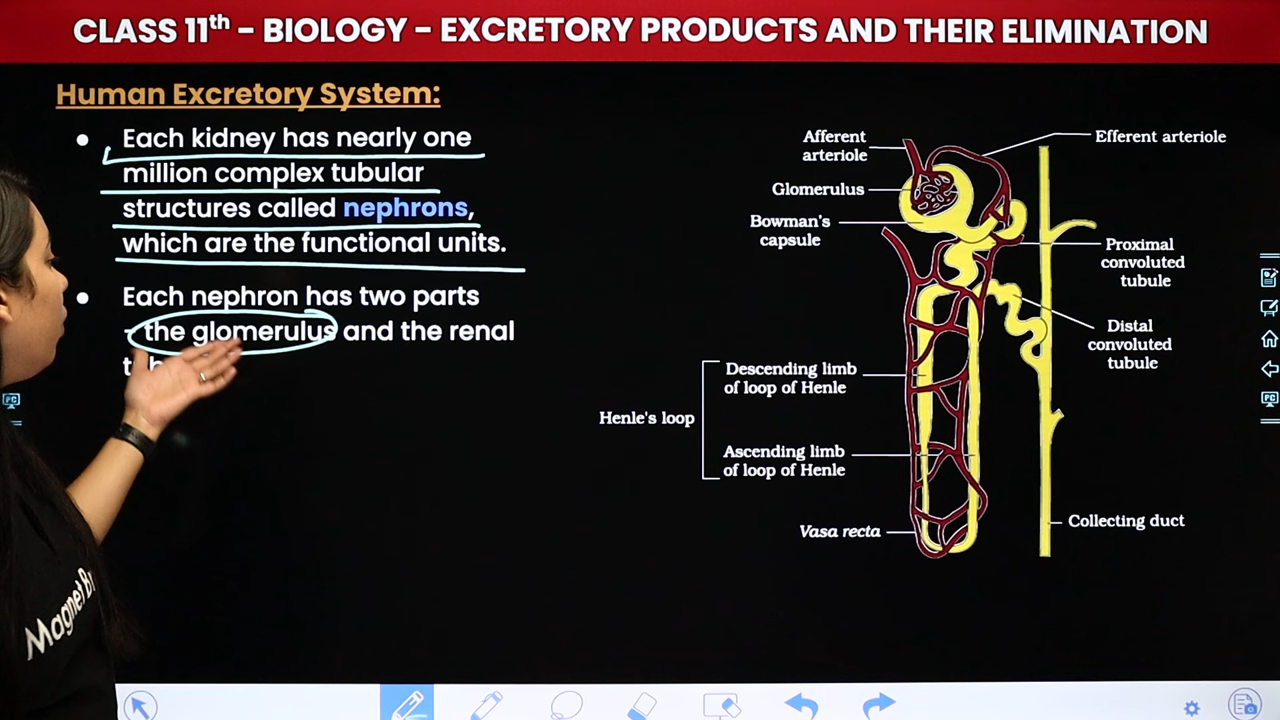 CLASS 11th - BIOLOGY - EXCRETORY PRODUCTS AND THEIR ELIMINATION
Human Excretory System:
• Each kidney has nearly one
million complex tubular
structures called nephrons,
which are the functional units.
• Each nephron has two parts
- the glomerulus and the renal
Afferent
arteriole
Efferent arteriole
Glomerulus
Bowman's
capsule
Proximal
convoluted
tubule
Distal
convoluted
tubule
Descending limb
of loop of Henle
Henle's loop
Ascending limb
of loop of Henle
Vasa recta
Collecting duct
Magnet
PC
PC